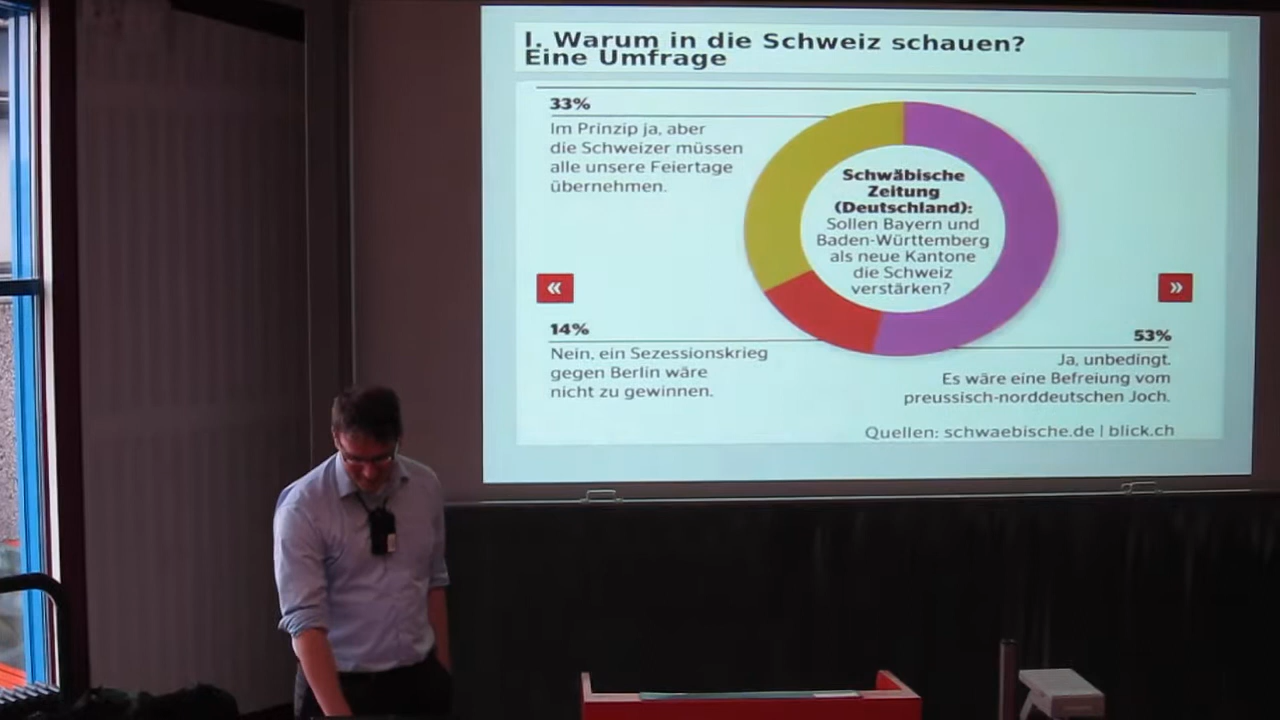 I. Warum in die Schweiz schauen?
Eine Umfrage
33%
Im Prinzip ja, aber
die Schweizer müssen
alle unsere Feiertage
übernehmen.
Schwäbische
Zeitung
(Deutschland):
Sollen Bayern und
Baden-Württemberg
als neue Kantone
die Schweiz
verstärken?
«
»
14%
Nein, ein Sezessionskrieg
gegen Berlin wäre
nicht zu gewinnen.
53%
Ja, unbedingt.
Es wäre eine Befreiung vom
preussisch-norddeutschen Joch.
Quellen: schwaebische.de | blick.ch